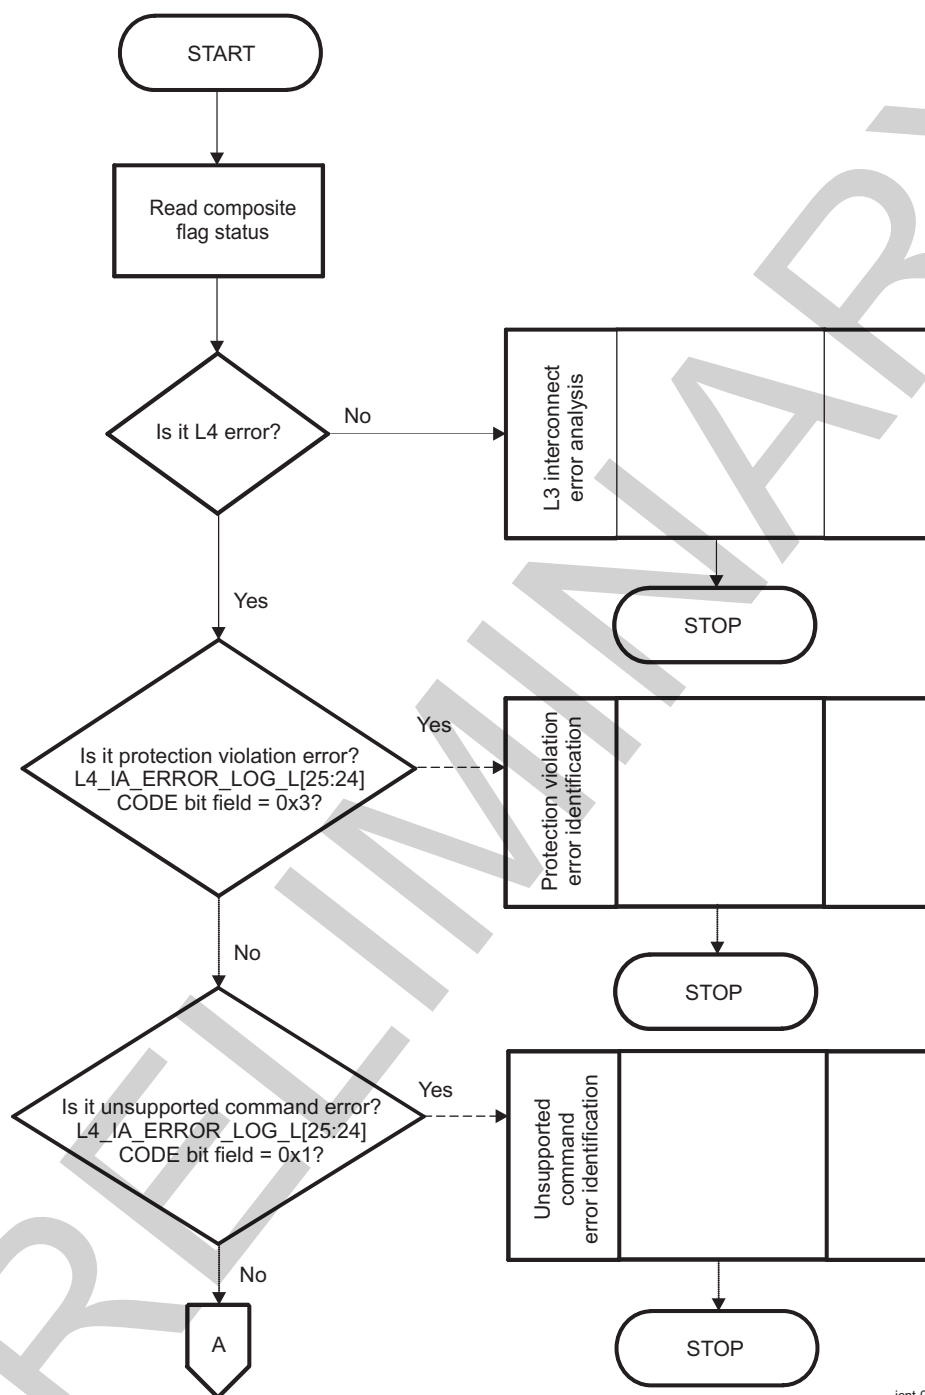 START
Read composite
flag status
Is it L4 error?
No
L3 interconnect
error analysis
STOP
Yes
Is it protection violation error?
L4_IA_ERROR_LOG_L[25:24]
CODE bit field = 0x3?
Yes
Protection violation
error identification
STOP
No
Is it unsupported command error?
L4_IA_ERROR_LOG_L[25:24]
CODE bit field = 0x1?
Yes
Unsupported
command
error identification
STOP
No
A